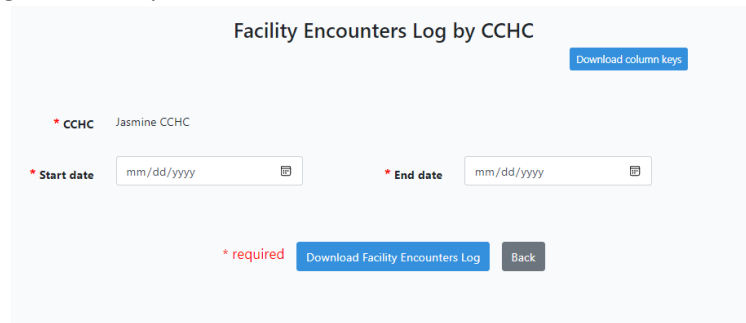 Facility Encounters Log by CCHC
Download column keys
* CCHC Jasmine CCHC
* Start date mm/dd/yyyy * End date mm/dd/yyyy
* required Download Facility Encounters Log Back